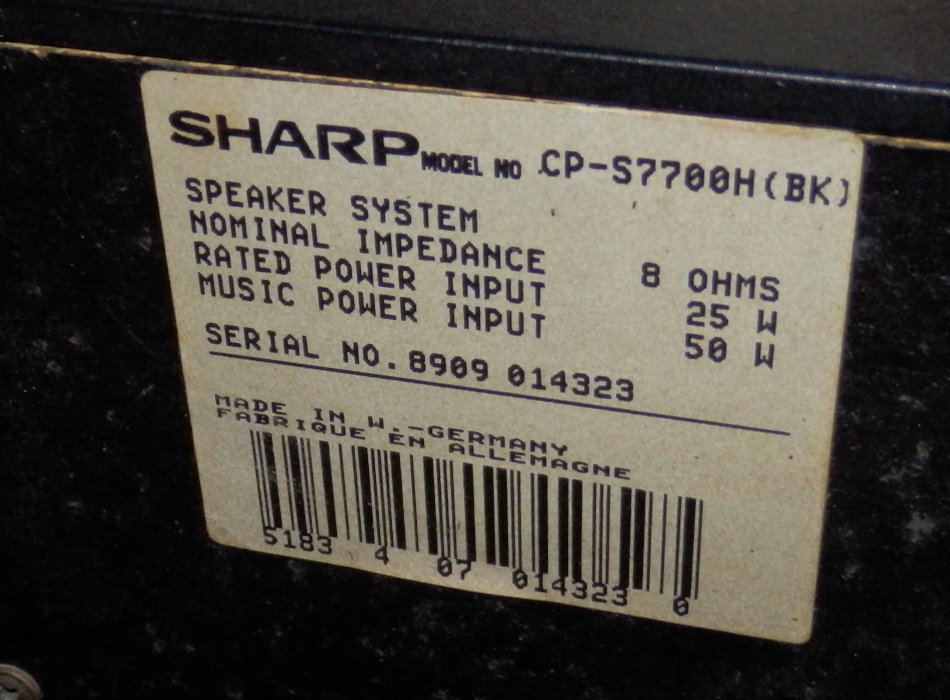 SHARP MODEL NO CP-S7700H(BK)
SPEAKER SYSTEM
NOMINAL IMPEDANCE 8 OHMS
RATED POWER INPUT 25 W
MUSIC POWER INPUT 50 W
SERIAL NO. 8909 014323
MADE IN W.-GERMANY
FABRIQUE EN ALLEMAGNE
5183 4 07 014323 0